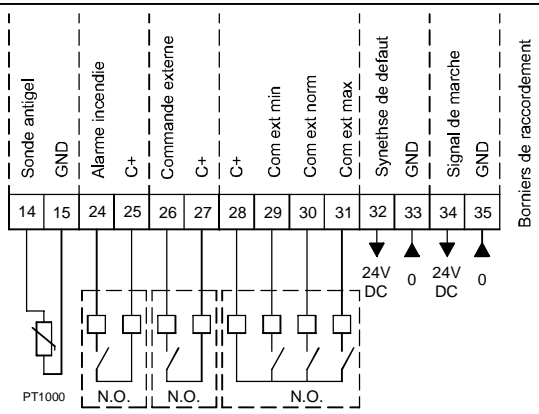 Sonde antigel
GND
Alarme incendie
C+
Commande externe
C+
C+
Com ext min
Com ext norm
Com ext max
Synethse de defaut
GND
Signal de marche
GND
Borniers de raccordement
14 15 24 25 26 27 28 29 30 31 32 33 34 35
24V
DC
0
24V
DC
0
PT1000
N.O.
N.O.
N.O.